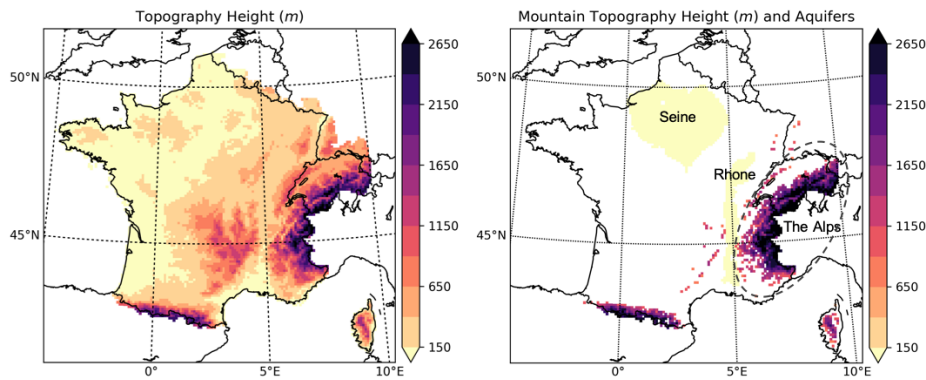 Topography Height (m)
50°N
45°N
0°
5°E
10°E
2650
2150
1650
1150
650
150
Mountain Topography Height (m) and Aquifers
50°N
45°N
0°
5°E
10°E
Seine
Rhone
The Alps
2650
2150
1650
1150
650
150